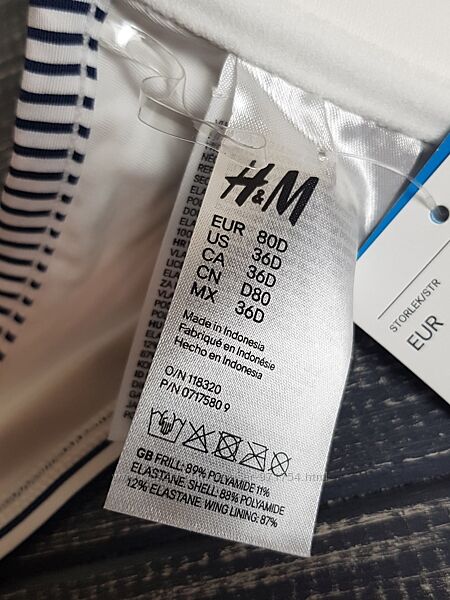 H&M
EUR 80D
US 36D
CA 36D
CN D80
MX 36D
Made in Indonesia
Fabriqué en Indonésie
Hecho en Indonesia
O/N 118320
P/N 0717580 9
GB FRILL: 89% POLYAMIDE 11%
ELASTANE. SHELL: 88% POLYAMIDE
12% ELASTANE. WING LINING: 87%
STORLEK/STR
EUR